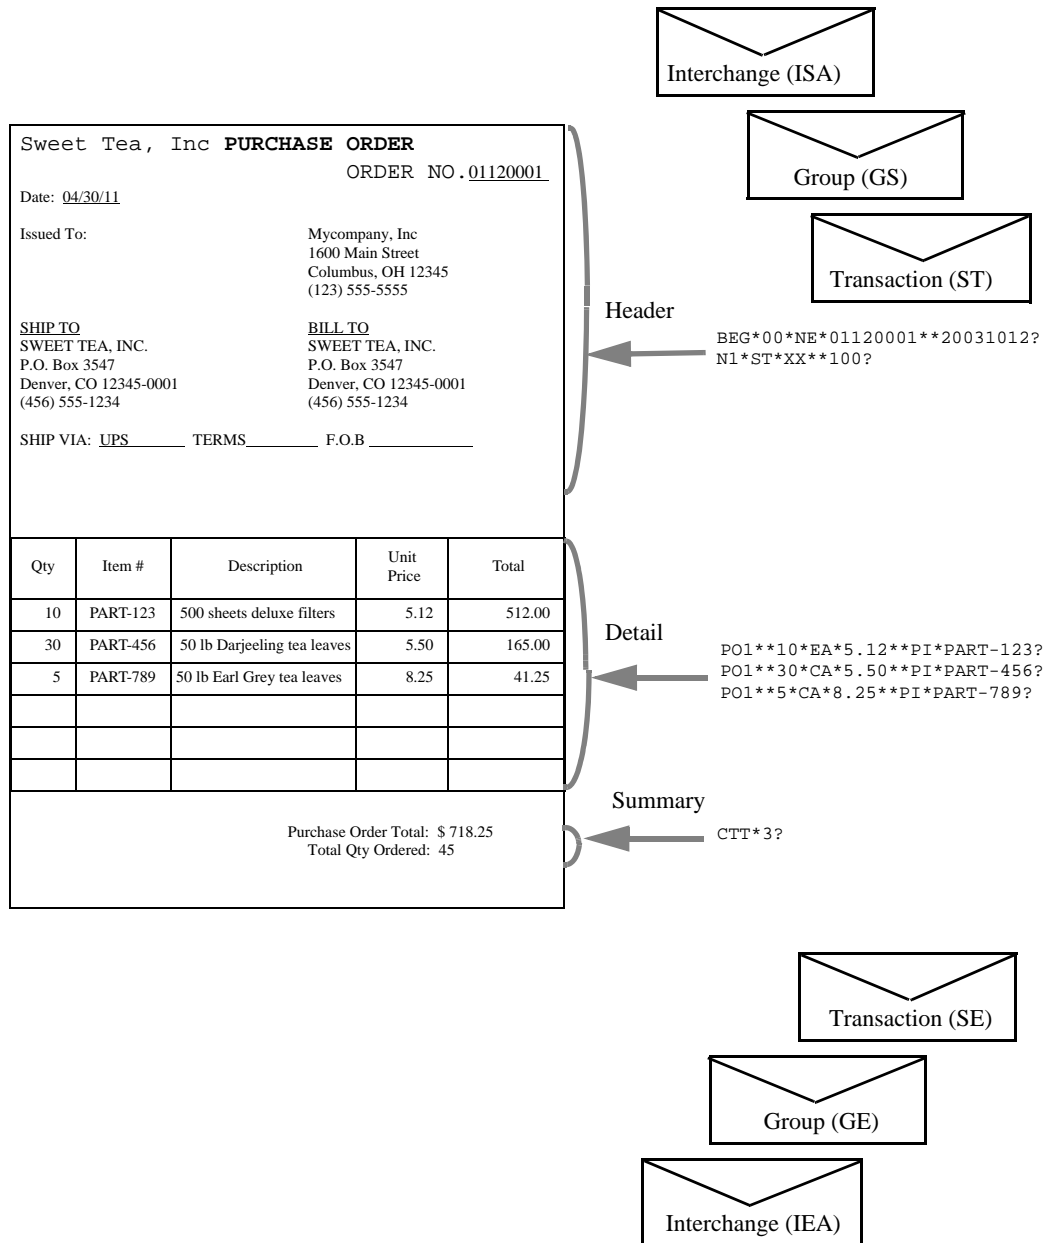 Interchange (ISA)
Group (GS)
Transaction (ST)
Sweet Tea, Inc PURCHASE ORDER
ORDER NO.01120001
Date: 04/30/11
Issued To: Mycompany, Inc
1600 Main Street
Columbus, OH 12345
(123) 555-5555
SHIP TO BILL TO
SWEET TEA, INC. SWEET TEA, INC.
P.O. Box 3547 P.O. Box 3547
Denver, CO 12345-0001 Denver, CO 12345-0001
(456) 555-1234 (456) 555-1234
SHIP VIA: UPS TERMS F.O.B
Header
BEG*00*NE*01120001**20031012?
N1*ST*XX**100?
Qty Item # Description Unit Price Total
10 PART-123 500 sheets deluxe filters 5.12 512.00
30 PART-456 50 lb Darjeeling tea leaves 5.50 165.00
5 PART-789 50 lb Earl Grey tea leaves 8.25 41.25
Detail
PO1**10*EA*5.12**PI*PART-123?
PO1**30*CA*5.50**PI*PART-456?
PO1**5*CA*8.25**PI*PART-789?
Summary
Purchase Order Total: $ 718.25
Total Qty Ordered: 45
CTT*3?
Transaction (SE)
Group (GE)
Interchange (IEA)